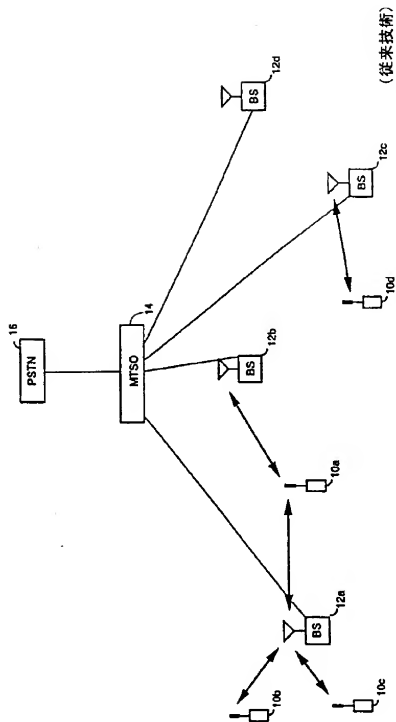 16
PSTN
14
MTSO
BS
12d
12b
BS
BS
12c
10a
10d
BS
12a
10b
10c
(従来技術)